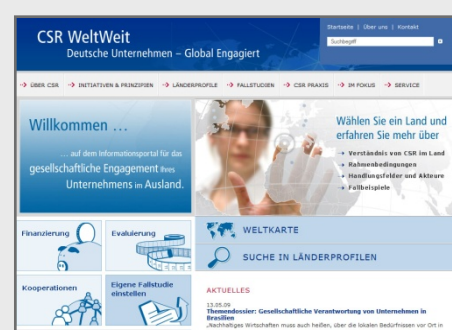 CSR WeltWeit
Deutsche Unternehmen – Global Engagiert
Startseite | Über uns | Kontakt
Suchbegriff
ÜBER CSR
INITIATIVEN & PRINZIPIEN
LÄNDERPROFILE
FALLSTUDIEN
CSR PRAXIS
IM FOKUS
SERVICE
Willkommen ...
... auf dem Informationsportal für das
gesellschaftliche Engagement Ihres
Unternehmens im Ausland.
Wählen Sie ein Land und
erfahren Sie mehr über
Verständnis von CSR im Land
Rahmenbedingungen
Handlungsfelder und Akteure
Fallbeispiele
Finanzierung
Evaluierung
Kooperationen
Eigene Fallstudie
einstellen
WELTKARTE
SUCHE IN LÄNDERPROFILEN
AKTUELLES
13.05.09
Themendossier: Gesellschaftliche Verantwortung von Unternehmen in
Brasilien
„Nachhaltiges Wirtschaften muss auch heißen, über die lokalen Bedürfnissen vor Ort in